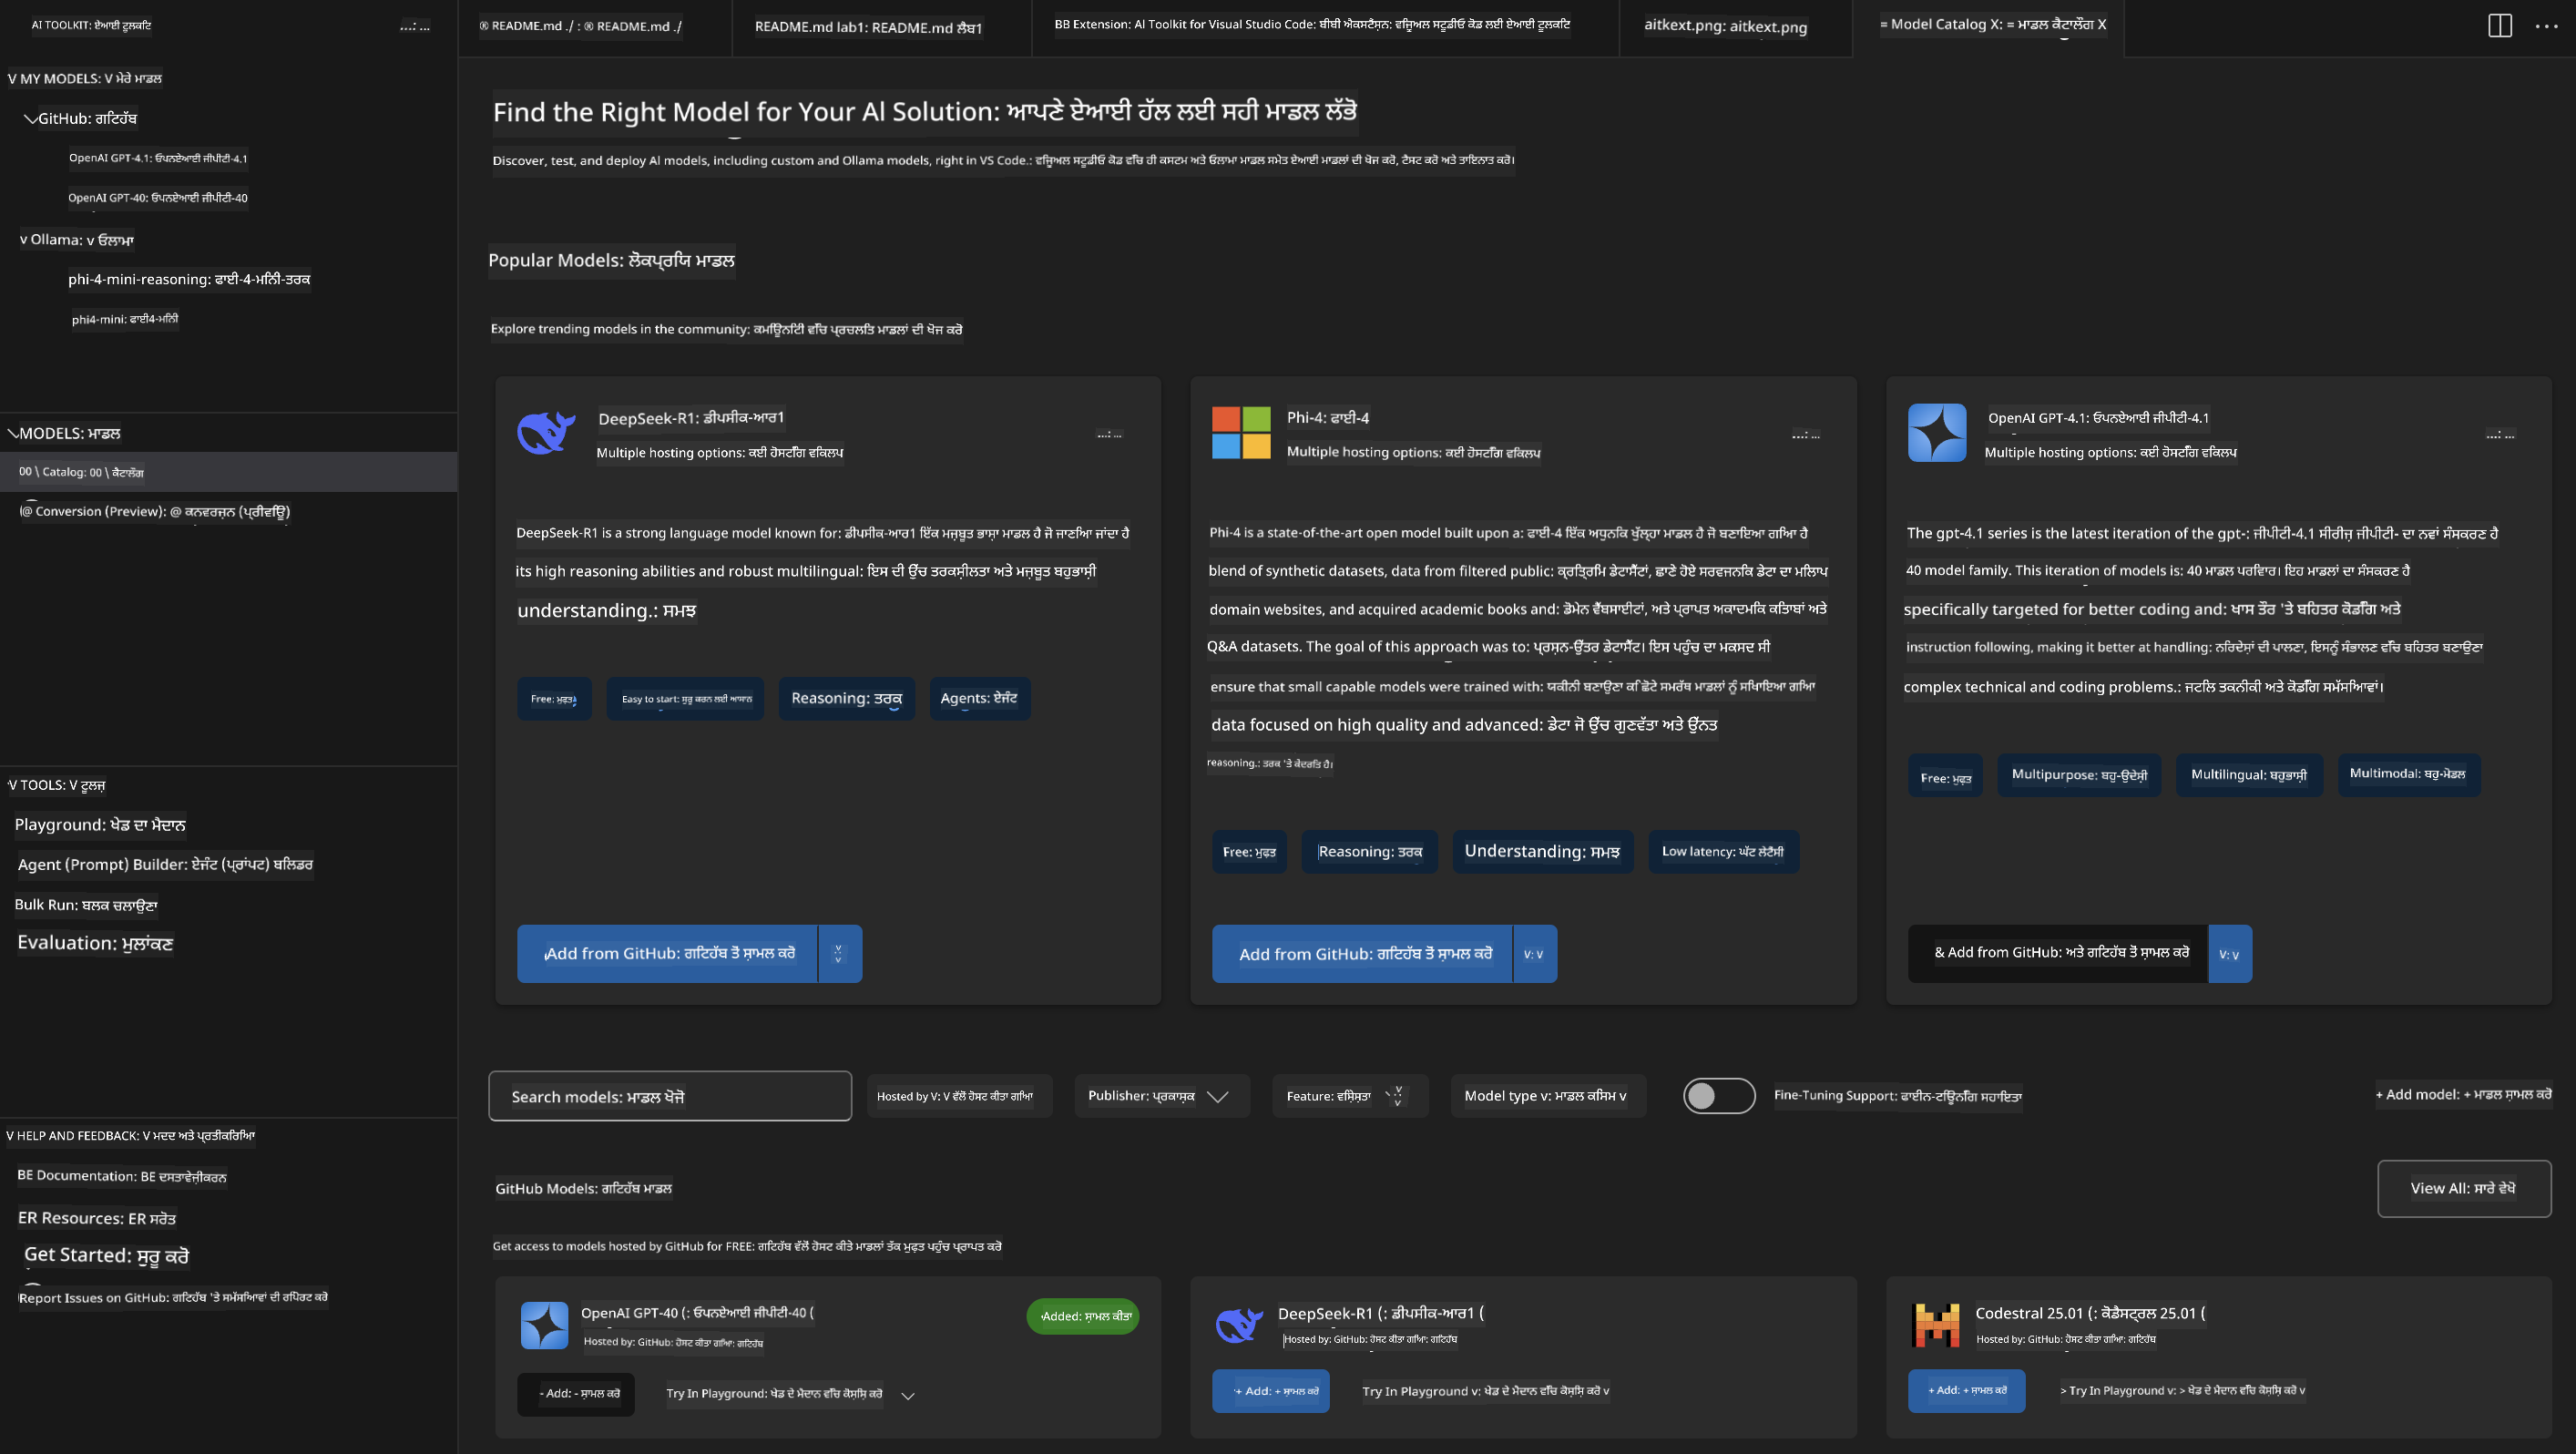 AI TOOLKIT: ਏਆਈ ਟੂਲਕਿਟ
...: ...
® README.md ./ : ® README.md ./
README.md lab1: README.md ਲੈਬ1
BB Extension: AI Toolkit for Visual Studio Code: ਬੀਬੀ ਐਕਸਟੈਂਸ਼ਨ: ਵਿਜ਼ੂਅਲ ਸਟੂਡੀਓ ਕੋਡ ਲਈ ਏਆਈ ਟੂਲਕਿਟ
aitkext.png: aitkext.png
= Model Catalog X: = ਮਾਡਲ ਕੈਟਾਲੌਗ X
V MY MODELS: V ਮੇਰੇ ਮਾਡਲ
GitHub: ਗਿਟਹੱਬ
OpenAI GPT-4.1: ਓਪਨਏਆਈ ਜੀਪੀਟੀ-4.1
OpenAI GPT-40: ਓਪਨਏਆਈ ਜੀਪੀਟੀ-40
v Ollama: v ਓਲਾਮਾ
phi-4-mini-reasoning: ਫਾਈ-4-ਮਿਨੀ-ਤਰਕ
phi4-mini: ਫਾਈ4-ਮਿਨੀ
MODELS: ਮਾਡਲ
00 \ Catalog: 00 \ ਕੈਟਾਲੌਗ
(@ Conversion (Preview): @ ਕਨਵਰਜ਼ਨ (ਪ੍ਰੀਵਿਊ)
V TOOLS: V ਟੂਲਜ਼
Playground: ਖੇਡ ਦਾ ਮੈਦਾਨ
Agent (Prompt) Builder: ਏਜੰਟ (ਪ੍ਰਾਂਪਟ) ਬਿਲਡਰ
Bulk Run: ਬਲਕ ਚਲਾਉਣਾ
Evaluation: ਮੁਲਾਂਕਣ
V HELP AND FEEDBACK: V ਮਦਦ ਅਤੇ ਪ੍ਰਤੀਕਿਰਿਆ
BE Documentation: BE ਦਸਤਾਵੇਜ਼ੀਕਰਨ
ER Resources: ER ਸਰੋਤ
Get Started: ਸ਼ੁਰੂ ਕਰੋ
Report Issues on GitHub: ਗਿਟਹੱਬ 'ਤੇ ਸਮੱਸਿਆਵਾਂ ਦੀ ਰਿਪੋਰਟ ਕਰੋ
Find the Right Model for Your Al Solution: ਆਪਣੇ ਏਆਈ ਹੱਲ ਲਈ ਸਹੀ ਮਾਡਲ ਲੱਭੋ
Discover, test, and deploy Al models, including custom and Ollama models, right in VS Code.: ਵਿਜ਼ੂਅਲ ਸਟੂਡੀਓ ਕੋਡ ਵਿੱਚ ਹੀ ਕਸਟਮ ਅਤੇ ਓਲਾਮਾ ਮਾਡਲ ਸਮੇਤ ਏਆਈ ਮਾਡਲਾਂ ਦੀ ਖੋਜ ਕਰੋ, ਟੈਸਟ ਕਰੋ ਅਤੇ ਤਾਇਨਾਤ ਕਰੋ।
Popular Models: ਲੋਕਪ੍ਰਿਯ ਮਾਡਲ
Explore trending models in the community: ਕਮਿਊਨਿਟੀ ਵਿੱਚ ਪ੍ਰਚਲਿਤ ਮਾਡਲਾਂ ਦੀ ਖੋਜ ਕਰੋ
DeepSeek-R1: ਡੀਪਸੀਕ-ਆਰ1
...: ...
Multiple hosting options: ਕਈ ਹੋਸਟਿੰਗ ਵਿਕਲਪ
DeepSeek-R1 is a strong language model known for: ਡੀਪਸੀਕ-ਆਰ1 ਇੱਕ ਮਜ਼ਬੂਤ ਭਾਸ਼ਾ ਮਾਡਲ ਹੈ ਜੋ ਜਾਣਿਆ ਜਾਂਦਾ ਹੈ
its high reasoning abilities and robust multilingual: ਇਸ ਦੀ ਉੱਚ ਤਰਕਸ਼ੀਲਤਾ ਅਤੇ ਮਜ਼ਬੂਤ ਬਹੁਭਾਸ਼ੀ
understanding.: ਸਮਝ
Free: ਮੁਫ਼ਤ
Easy to start: ਸ਼ੁਰੂ ਕਰਨ ਲਈ ਆਸਾਨ
Reasoning: ਤਰਕ
Agents: ਏਜੰਟ
Add from GitHub: ਗਿਟਹੱਬ ਤੋਂ ਸ਼ਾਮਲ ਕਰੋ
v: v
Phi-4: ਫਾਈ-4
...: ...
Multiple hosting options: ਕਈ ਹੋਸਟਿੰਗ ਵਿਕਲਪ
Phi-4 is a state-of-the-art open model built upon a: ਫਾਈ-4 ਇੱਕ ਅਧੁਨਿਕ ਖੁੱਲ੍ਹਾ ਮਾਡਲ ਹੈ ਜੋ ਬਣਾਇਆ ਗਿਆ ਹੈ
blend of synthetic datasets, data from filtered public: ਕ੍ਰਿਤ੍ਰਿਮ ਡੇਟਾਸੈੱਟਾਂ, ਛਾਣੇ ਹੋਏ ਸਰਵਜਨਿਕ ਡੇਟਾ ਦਾ ਮਿਲਾਪ
domain websites, and acquired academic books and: ਡੋਮੇਨ ਵੈੱਬਸਾਈਟਾਂ, ਅਤੇ ਪ੍ਰਾਪਤ ਅਕਾਦਮਿਕ ਕਿਤਾਬਾਂ ਅਤੇ
Q&A datasets. The goal of this approach was to: ਪ੍ਰਸ਼ਨ-ਉੱਤਰ ਡੇਟਾਸੈੱਟ। ਇਸ ਪਹੁੰਚ ਦਾ ਮਕਸਦ ਸੀ
ensure that small capable models were trained with: ਯਕੀਨੀ ਬਣਾਉਣਾ ਕਿ ਛੋਟੇ ਸਮਰੱਥ ਮਾਡਲਾਂ ਨੂੰ ਸਿਖਾਇਆ ਗਿਆ
data focused on high quality and advanced: ਡੇਟਾ ਜੋ ਉੱਚ ਗੁਣਵੱਤਾ ਅਤੇ ਉੱਨਤ
reasoning.: ਤਰਕ 'ਤੇ ਕੇਂਦਰਿਤ ਹੈ।
Free: ਮੁਫ਼ਤ
Reasoning: ਤਰਕ
Understanding: ਸਮਝ
Low latency: ਘੱਟ ਲੇਟੈਂਸੀ
Add from GitHub: ਗਿਟਹੱਬ ਤੋਂ ਸ਼ਾਮਲ ਕਰੋ
V: V
OpenAI GPT-4.1: ਓਪਨਏਆਈ ਜੀਪੀਟੀ-4.1
...: ...
Multiple hosting options: ਕਈ ਹੋਸਟਿੰਗ ਵਿਕਲਪ
The gpt-4.1 series is the latest iteration of the gpt-: ਜੀਪੀਟੀ-4.1 ਸੀਰੀਜ਼ ਜੀਪੀਟੀ- ਦਾ ਨਵਾਂ ਸੰਸਕਰਣ ਹੈ
40 model family. This iteration of models is: 40 ਮਾਡਲ ਪਰਿਵਾਰ। ਇਹ ਮਾਡਲਾਂ ਦਾ ਸੰਸਕਰਣ ਹੈ
specifically targeted for better coding and: ਖਾਸ ਤੌਰ 'ਤੇ ਬਹਿਤਰ ਕੋਡਿੰਗ ਅਤੇ
instruction following, making it better at handling: ਨਿਰਦੇਸ਼ਾਂ ਦੀ ਪਾਲਣਾ, ਇਸਨੂੰ ਸੰਭਾਲਣ ਵਿੱਚ ਬਹਿਤਰ ਬਣਾਉਣਾ
complex technical and coding problems.: ਜਟਿਲ ਤਕਨੀਕੀ ਅਤੇ ਕੋਡਿੰਗ ਸਮੱਸਿਆਵਾਂ।
Free: ਮੁਫ਼ਤ
Multipurpose: ਬਹੁ-ਉਦੇਸ਼ੀ
Multilingual: ਬਹੁਭਾਸ਼ੀ
Multimodal: ਬਹੁ-ਮੋਡਲ
& Add from GitHub: ਅਤੇ ਗਿਟਹੱਬ ਤੋਂ ਸ਼ਾਮਲ ਕਰੋ
V: V
Search models: ਮਾਡਲ ਖੋਜੋ
Hosted by V: V ਵੱਲੋਂ ਹੋਸਟ ਕੀਤਾ ਗਿਆ
Publisher: ਪ੍ਰਕਾਸ਼ਕ
Feature: ਵਿਸ਼ੇਸ਼ਤਾ
v: v
Model type v: ਮਾਡਲ ਕਿਸਮ v
Fine-Tuning Support: ਫਾਈਨ-ਟਿਊਨਿੰਗ ਸਹਾਇਤਾ
+ Add model: + ਮਾਡਲ ਸ਼ਾਮਲ ਕਰੋ
GitHub Models: ਗਿਟਹੱਬ ਮਾਡਲ
View All: ਸਾਰੇ ਵੇਖੋ
Get access to models hosted by GitHub for FREE: ਗਿਟਹੱਬ ਵੱਲੋਂ ਹੋਸਟ ਕੀਤੇ ਮਾਡਲਾਂ ਤੱਕ ਮੁਫ਼ਤ ਪਹੁੰਚ ਪ੍ਰਾਪਤ ਕਰੋ
OpenAI GPT-40 (: ਓਪਨਏਆਈ ਜੀਪੀਟੀ-40 (
Added: ਸ਼ਾਮਲ ਕੀਤਾ
Hosted by: GitHub: ਹੋਸਟ ਕੀਤਾ ਗਿਆ: ਗਿਟਹੱਬ
- Add: - ਸ਼ਾਮਲ ਕਰੋ
Try In Playground: ਖੇਡ ਦੇ ਮੈਦਾਨ ਵਿੱਚ ਕੋਸ਼ਿਸ਼ ਕਰੋ
DeepSeek-R1 (: ਡੀਪਸੀਕ-ਆਰ1 (
Hosted by: GitHub: ਹੋਸਟ ਕੀਤਾ ਗਿਆ: ਗਿਟਹੱਬ
+ Add: + ਸ਼ਾਮਲ ਕਰੋ
Try In Playground v: ਖੇਡ ਦੇ ਮੈਦਾਨ ਵਿੱਚ ਕੋਸ਼ਿਸ਼ ਕਰੋ v
Codestral 25.01 (: ਕੋਡੈਸਟ੍ਰਲ 25.01 (
Hosted by: GitHub: ਹੋਸਟ ਕੀਤਾ ਗਿਆ: ਗਿਟਹੱਬ
+ Add: + ਸ਼ਾਮਲ ਕਰੋ
> Try In Playground v: > ਖੇਡ ਦੇ ਮੈਦਾਨ ਵਿੱਚ ਕੋਸ਼ਿਸ਼ ਕਰੋ v